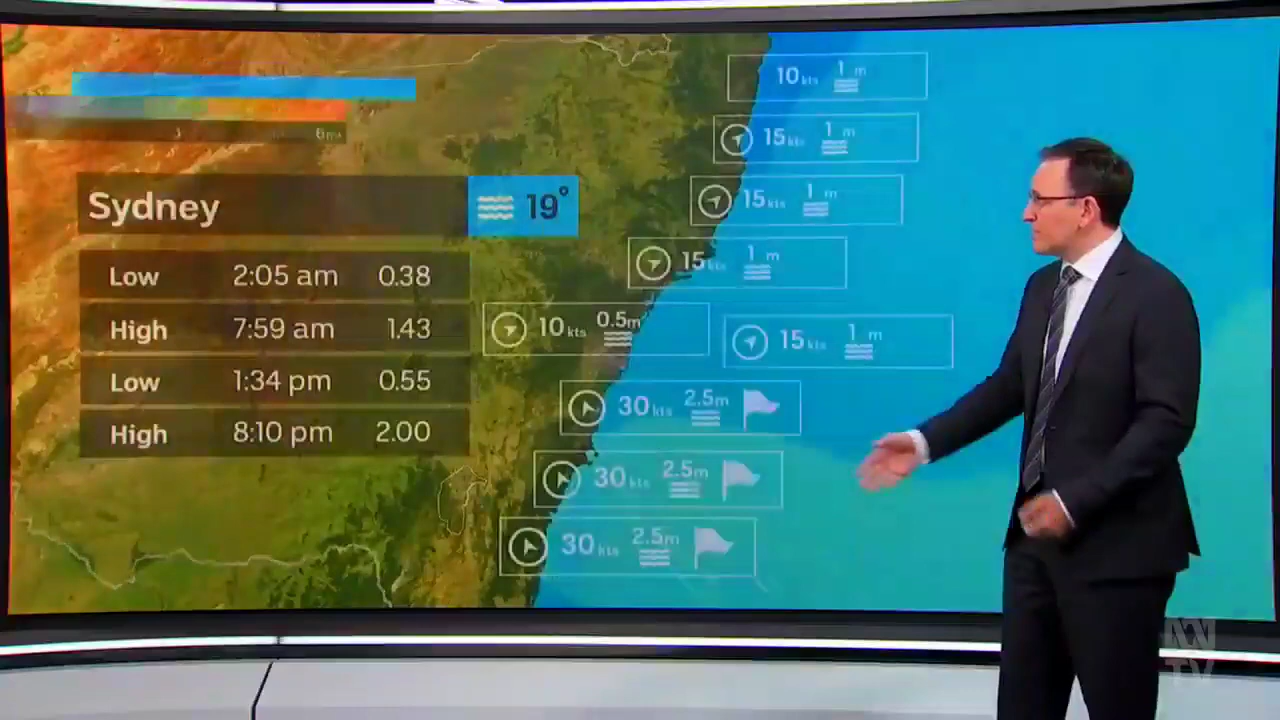 10 kts 1 m
15 kts 1 m
3 6m
15 kts 1 m
Sydney 19°
15 kts 1 m
Low 2:05 am 0.38
High 7:59 am 1.43
10 kts 0.5m
15 kts 1 m
Low 1:34 pm 0.55
30 kts 2.5m
High 8:10 pm 2.00
30 kts 2.5m
30 kts 2.5m